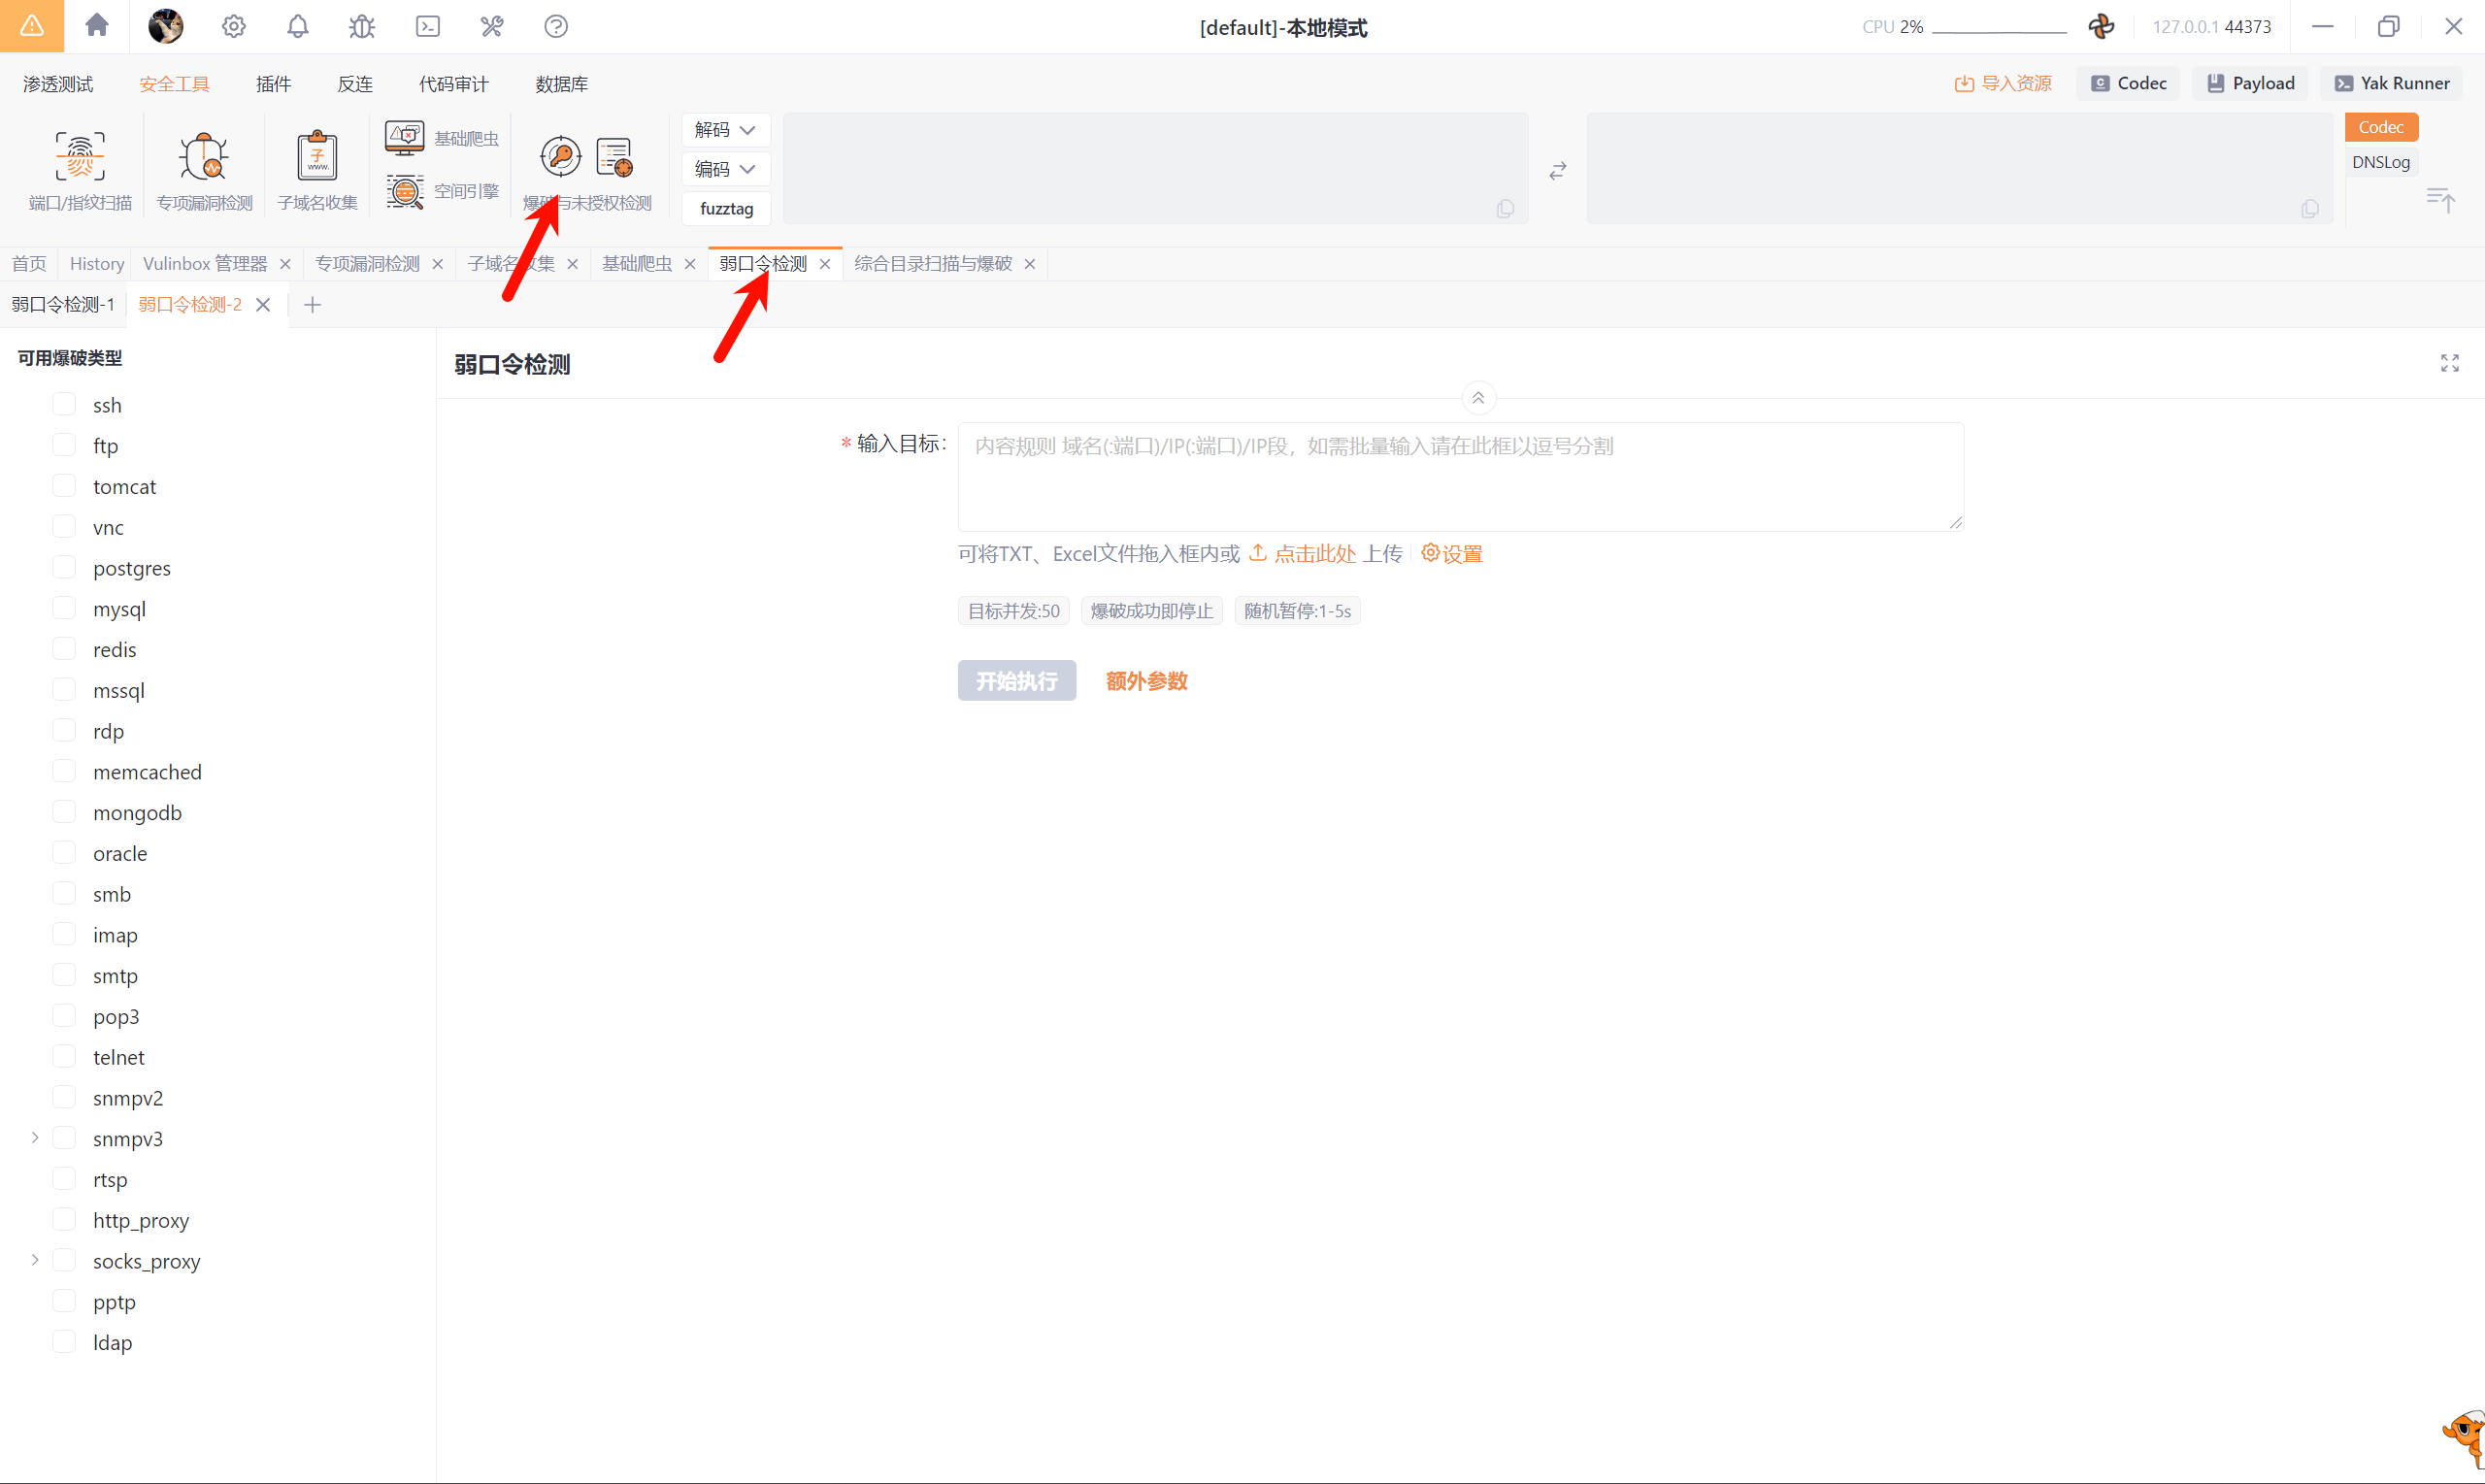 [default]-本地模式
CPU 2%
127.0.0.1 44373
渗透测试 安全工具 插件 反连 代码审计 数据库
导入资源 Codec Payload Yak Runner
端口/指纹扫描
专项漏洞检测
子
www.
子域名收集
基础爬虫
空间引擎
爆破与未授权检测
解码
编码
fuzztag
Codec
DNSLog
首页 History Vulinbox 管理器 专项漏洞检测 子域名收集 基础爬虫 弱口令检测 综合目录扫描与爆破
弱口令检测-1 弱口令检测-2
可用爆破类型
ssh
ftp
tomcat
vnc
postgres
mysql
redis
mssql
rdp
memcached
mongodb
oracle
smb
imap
smtp
pop3
telnet
snmpv2
snmpv3
rtsp
http_proxy
socks_proxy
pptp
ldap
弱口令检测
* 输入目标:
内容规则 域名(:端口)/IP(:端口)/IP段，如需批量输入请在此框以逗号分割
可将TXT、Excel文件拖入框内或 点击此处 上传 设置
目标并发:50 爆破成功即停止 随机暂停:1-5s
开始执行 额外参数